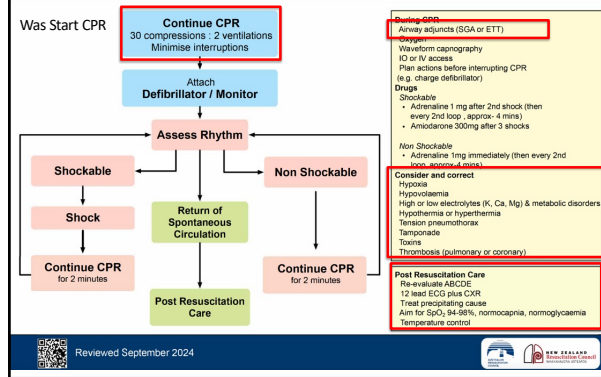 Was Start CPR
Continue CPR
30 compressions : 2 ventilations
Minimise interruptions
Attach
Defibrillator / Monitor
Assess Rhythm
Shockable
Non Shockable
Shock
Return of
Spontaneous
Circulation
Continue CPR
for 2 minutes
Continue CPR
for 2 minutes
Post Resuscitation
Care
During CPR
Airway adjuncts (SGA or ETT)
Oxygen
Waveform capnography
IO or IV access
Plan actions before interrupting CPR
(e.g. charge defibrillator)
Drugs
Shockable
• Adrenaline 1 mg after 2nd shock (then
every 2nd loop , approx- 4 mins)
• Amiodarone 300mg after 3 shocks
Non Shockable
• Adrenaline 1mg immediately (then every 2nd
loop, approx-4 mins)
Consider and correct
Hypoxia
Hypovolaemia
High or low electrolytes (K, Ca, Mg) & metabolic disorders
Hypothermia or hyperthermia
Tension pneumothorax
Tamponade
Toxins
Thrombosis (pulmonary or coronary)
Post Resuscitation Care
Re-evaluate ABCDE
12 lead ECG plus CXR
Treat precipitating cause
Aim for SpO₂ 94-98%, normocapnia, normoglycaemia
Temperature control
Reviewed September 2024
NEW ZEALAND
Resuscitation Council